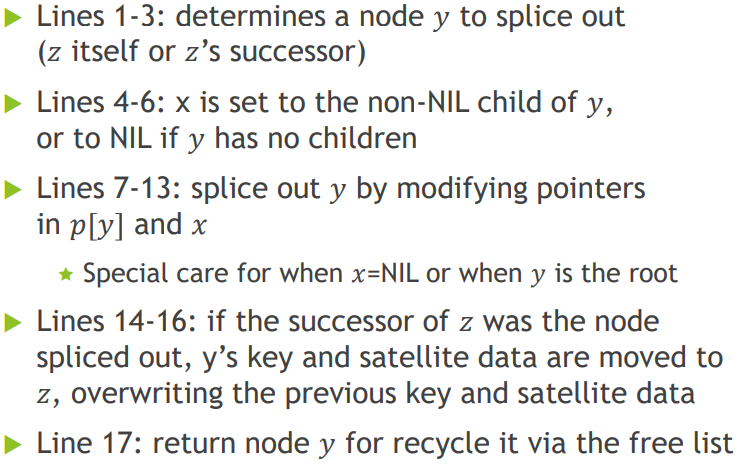 Lines 1-3: determines a node y to splice out
(z itself or z's successor)
Lines 4-6: x is set to the non-NIL child of y,
or to NIL if y has no children
Lines 7-13: splice out y by modifying pointers
in p[y] and x
Special care for when x=NIL or when y is the root
Lines 14-16: if the successor of z was the node
spliced out, y's key and satellite data are moved to
z, overwriting the previous key and satellite data
Line 17: return node y for recycle it via the free list